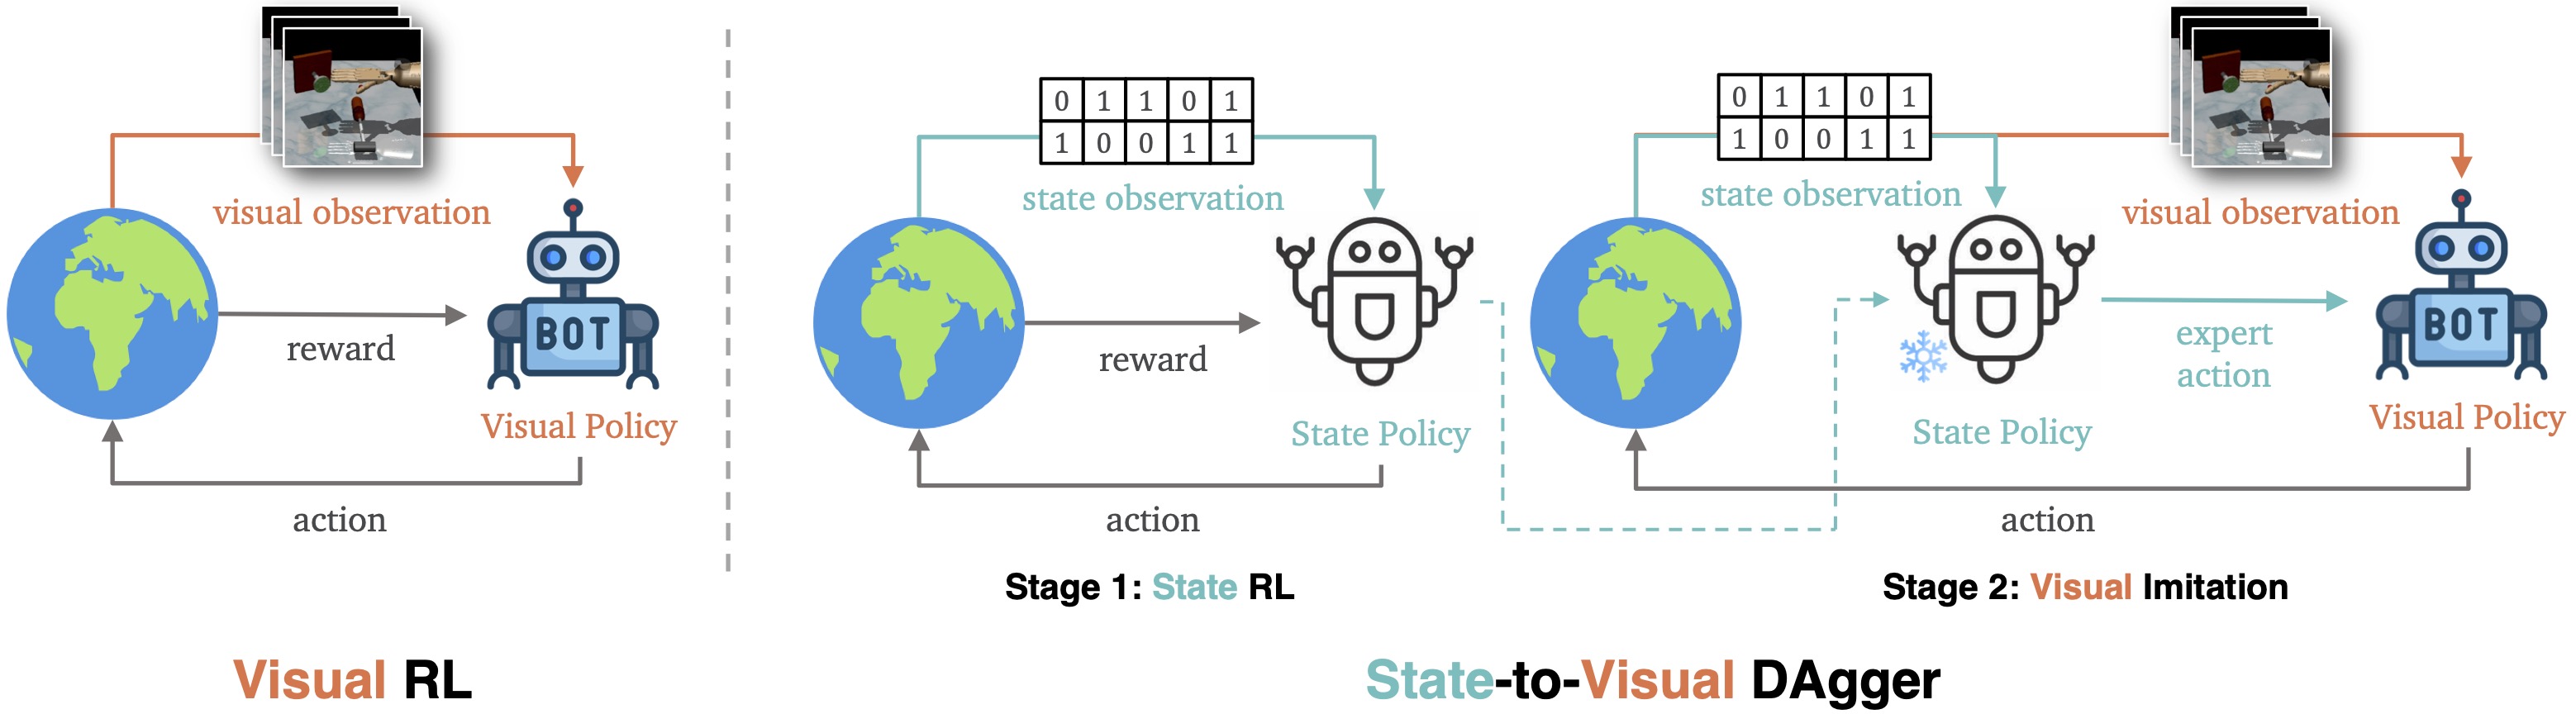 visual observation
reward
BOT
Visual Policy
action
Visual RL
0 1 1 0 1
1 0 0 1 1
state observation
reward
State Policy
action
Stage 1: State RL
0 1 1 0 1
1 0 0 1 1
state observation
visual observation
expert
action
BOT
State Policy
Visual Policy
action
Stage 2: Visual Imitation
State-to-Visual DAgger